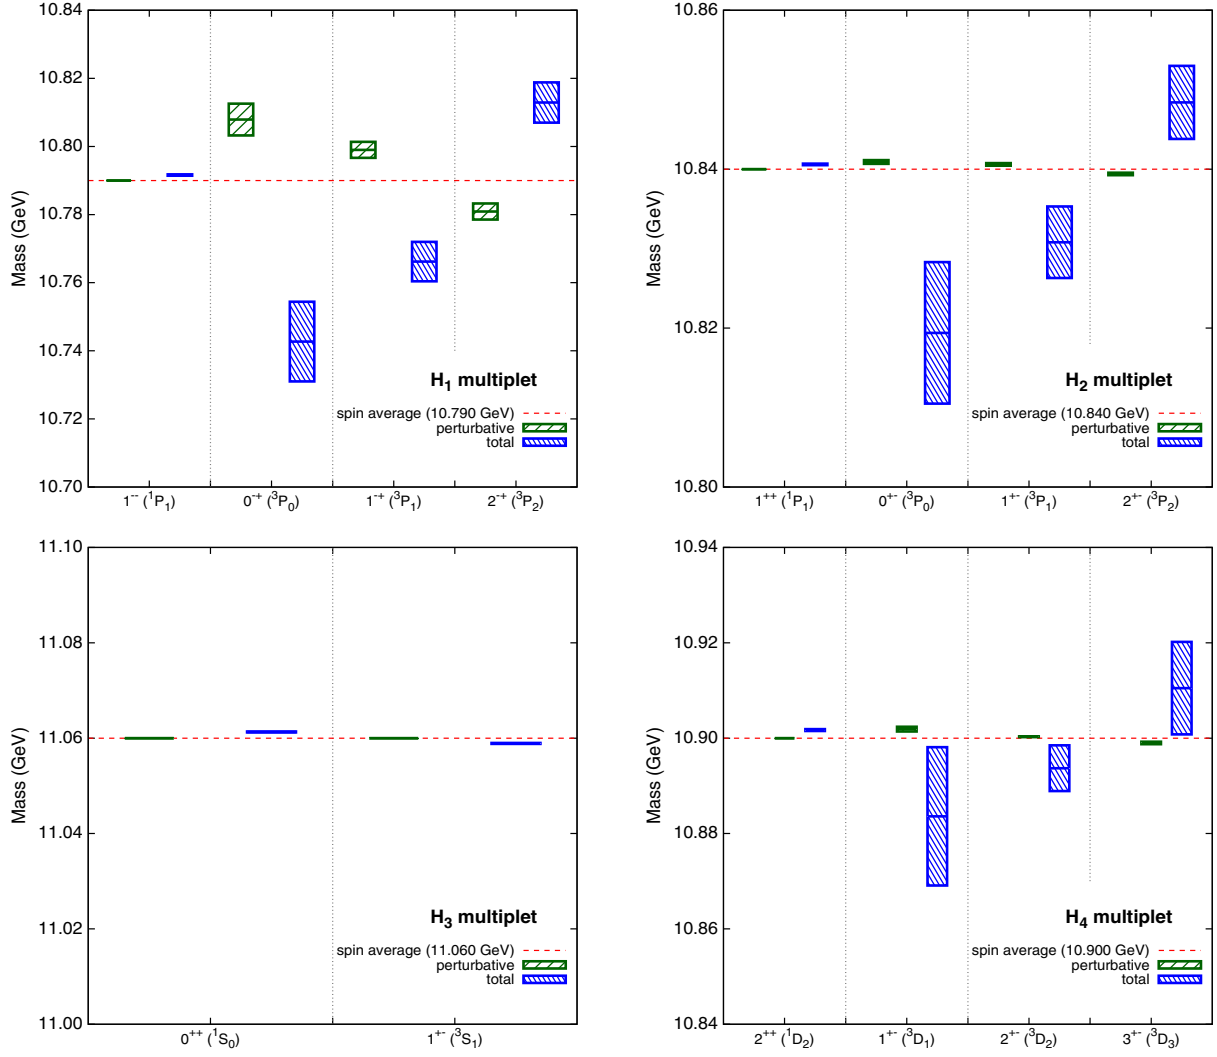 10.84
10.82
10.80
10.78
10.76
10.74
10.72
10.70
Mass (GeV)
H1 multiplet
spin average (10.790 GeV)
perturbative
total
1-- (1P1)
0-+ (3P0)
1-+ (3P1)
2-+ (3P2)
10.86
10.84
10.82
10.80
Mass (GeV)
H2 multiplet
spin average (10.840 GeV)
perturbative
total
1++ (1P1)
0+- (3P0)
1+- (3P1)
2+- (3P2)
11.10
11.08
11.06
11.04
11.02
11.00
Mass (GeV)
H3 multiplet
spin average (11.060 GeV)
perturbative
total
0++ (1S0)
1+- (3S1)
10.94
10.92
10.90
10.88
10.86
10.84
Mass (GeV)
H4 multiplet
spin average (10.900 GeV)
perturbative
total
2++ (1D2)
1+- (3D1)
2+- (3D2)
3+- (3D3)